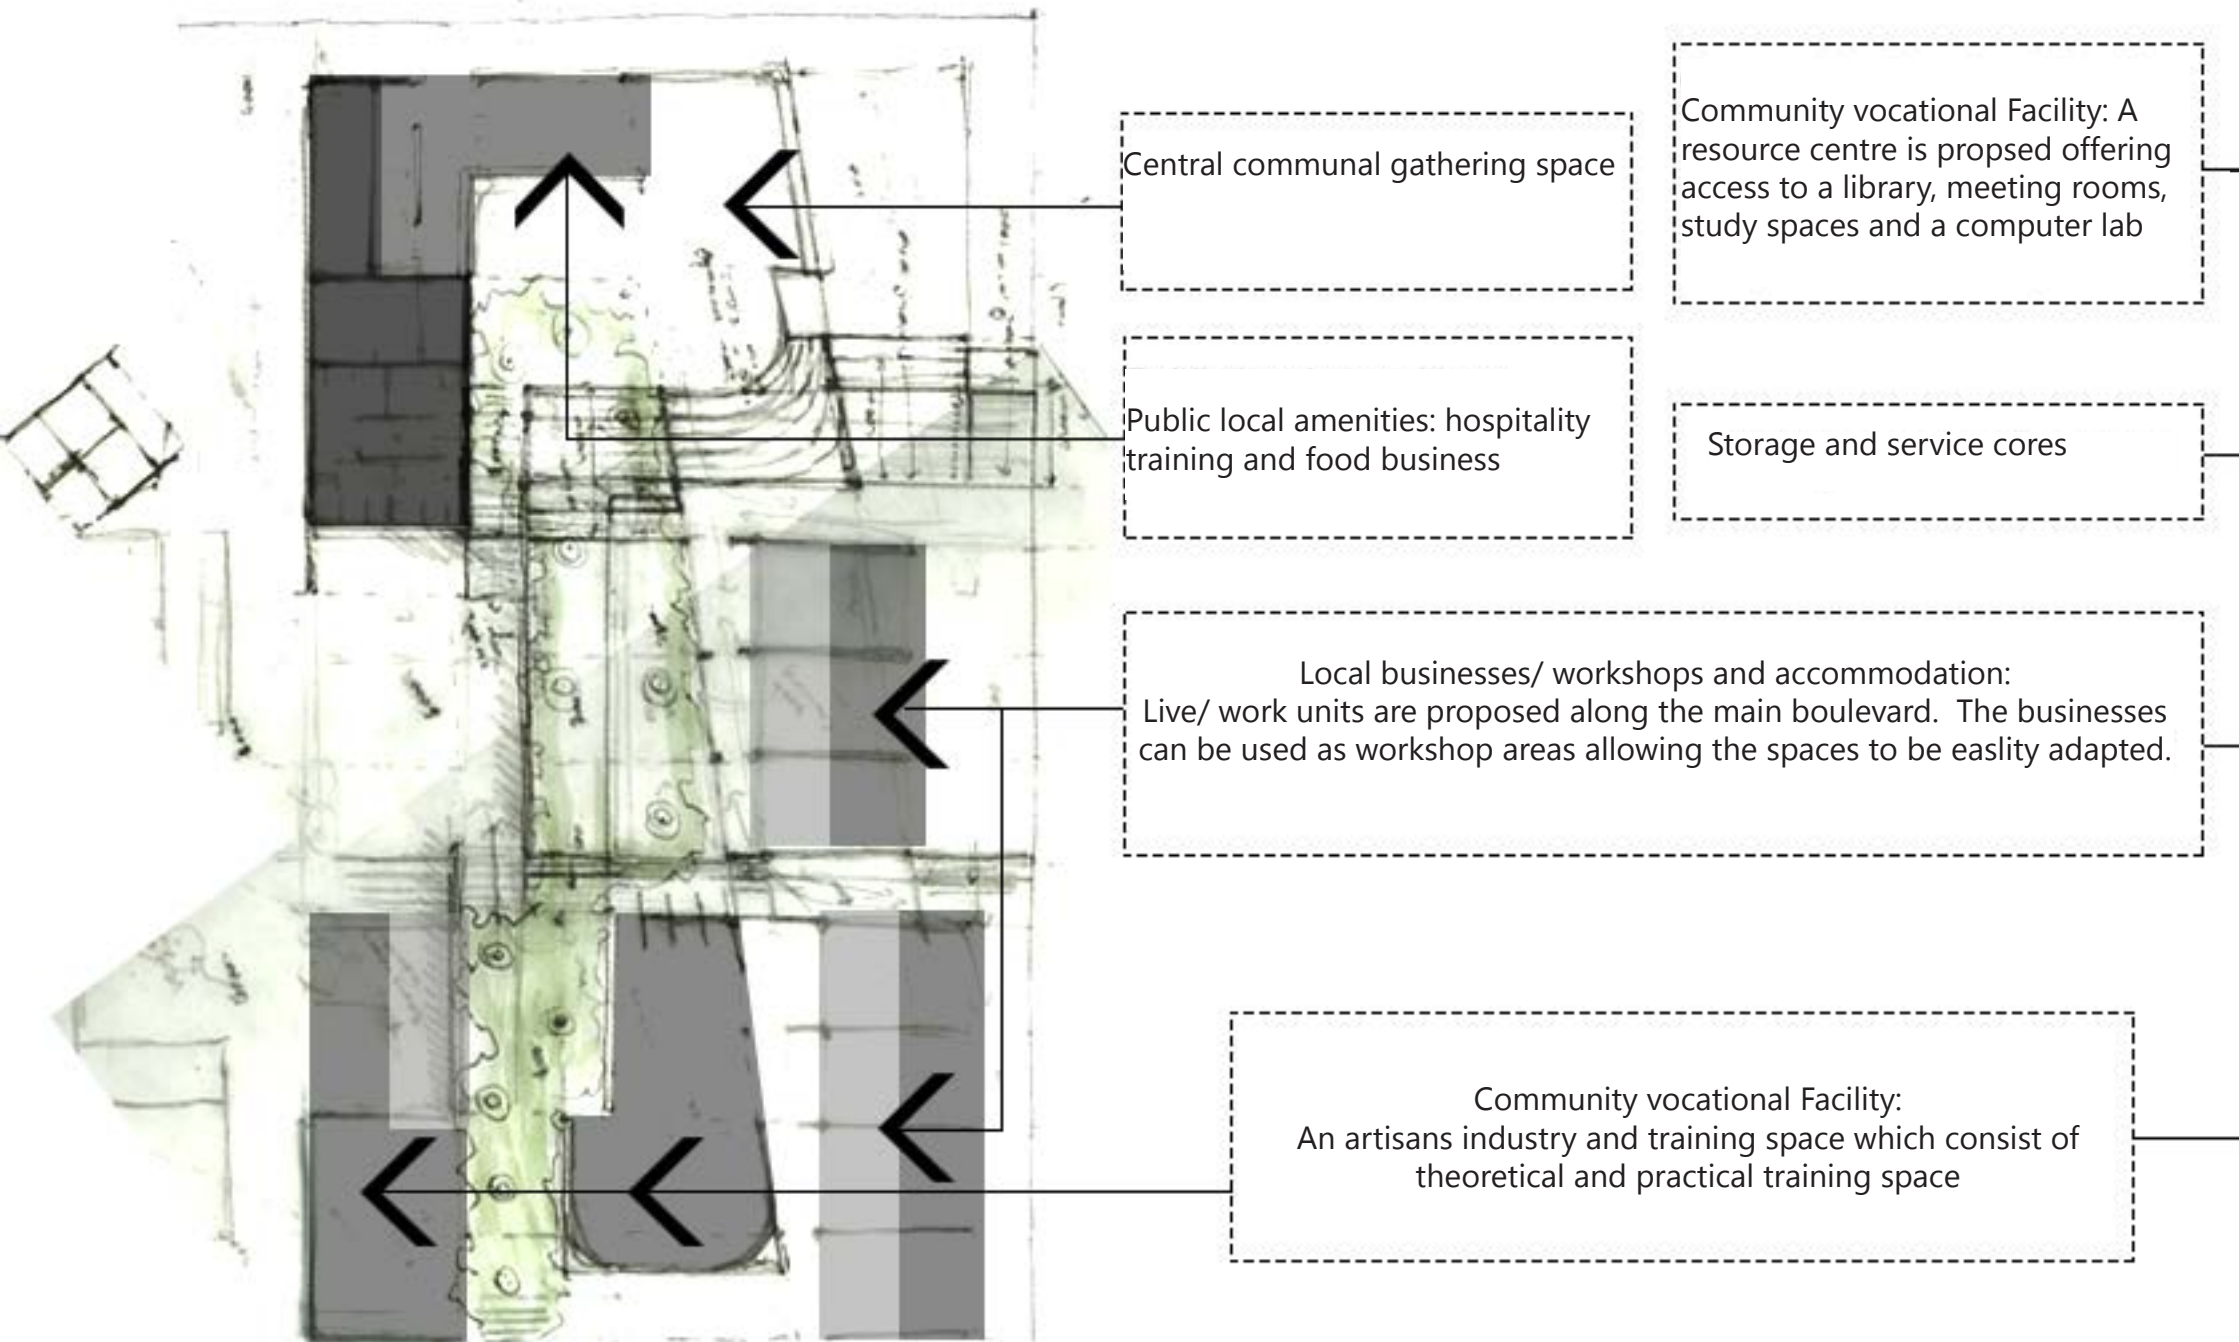 Central communal gathering space
Community vocational Facility: A
resource centre is propsed offering
access to a library, meeting rooms,
study spaces and a computer lab
Public local amenities: hospitality
training and food business
Storage and service cores
Local businesses/ workshops and accommodation:
Live/ work units are proposed along the main boulevard.  The businesses
can be used as workshop areas allowing the spaces to be easlity adapted.
Community vocational Facility:
An artisans industry and training space which consist of
theoretical and practical training space